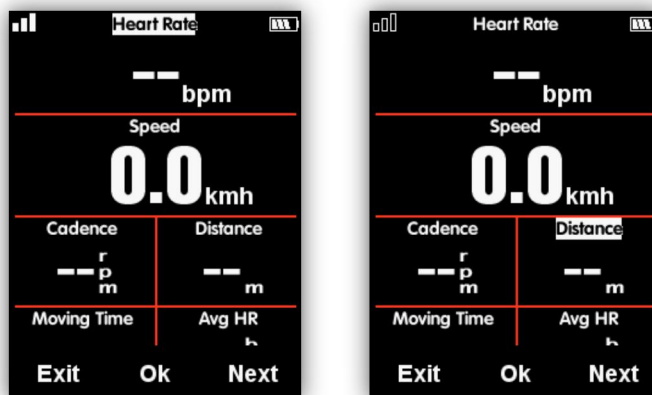 Heart Rate
-- bpm
Speed
0.0 kmh
Cadence Distance
-- rpm -- m
Moving Time Avg HR
Exit Ok Next
Heart Rate
-- bpm
Speed
0.0 kmh
Cadence Distance
-- rpm -- m
Moving Time Avg HR
Exit Ok Next